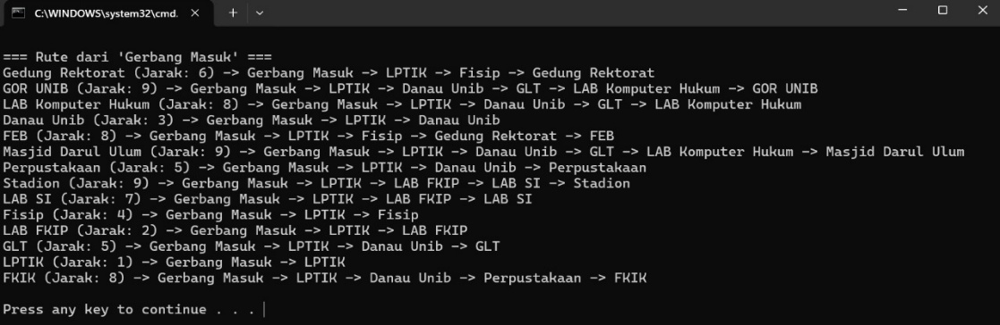 C:\WINDOWS\system32\cmd.
=== Rute dari 'Gerbang Masuk' ===
Gedung Rektorat (Jarak: 6) -> Gerbang Masuk -> LPTIK -> Fisip -> Gedung Rektorat
GOR UNIB (Jarak: 9) -> Gerbang Masuk -> LPTIK -> Danau Unib -> GLT -> LAB Komputer Hukum -> GOR UNIB
LAB Komputer Hukum (Jarak: 8) -> Gerbang Masuk -> LPTIK -> Danau Unib -> GLT -> LAB Komputer Hukum
Danau Unib (Jarak: 3) -> Gerbang Masuk -> LPTIK -> Danau Unib
FEB (Jarak: 8) -> Gerbang Masuk -> LPTIK -> Fisip -> Gedung Rektorat -> FEB
Masjid Darul Ulum (Jarak: 9) -> Gerbang Masuk -> LPTIK -> Danau Unib -> GLT -> LAB Komputer Hukum -> Masjid Darul Ulum
Perpustakaan (Jarak: 5) -> Gerbang Masuk -> LPTIK -> Danau Unib -> Perpustakaan
Stadion (Jarak: 9) -> Gerbang Masuk -> LPTIK -> LAB FKIP -> LAB SI -> Stadion
LAB SI (Jarak: 7) -> Gerbang Masuk -> LPTIK -> LAB FKIP -> LAB SI
Fisip (Jarak: 4) -> Gerbang Masuk -> LPTIK -> Fisip
LAB FKIP (Jarak: 2) -> Gerbang Masuk -> LPTIK -> LAB FKIP
GLT (Jarak: 5) -> Gerbang Masuk -> LPTIK -> Danau Unib -> GLT
LPTIK (Jarak: 1) -> Gerbang Masuk -> LPTIK
FKIK (Jarak: 8) -> Gerbang Masuk -> LPTIK -> Danau Unib -> Perpustakaan -> FKIK
Press any key to continue . . .